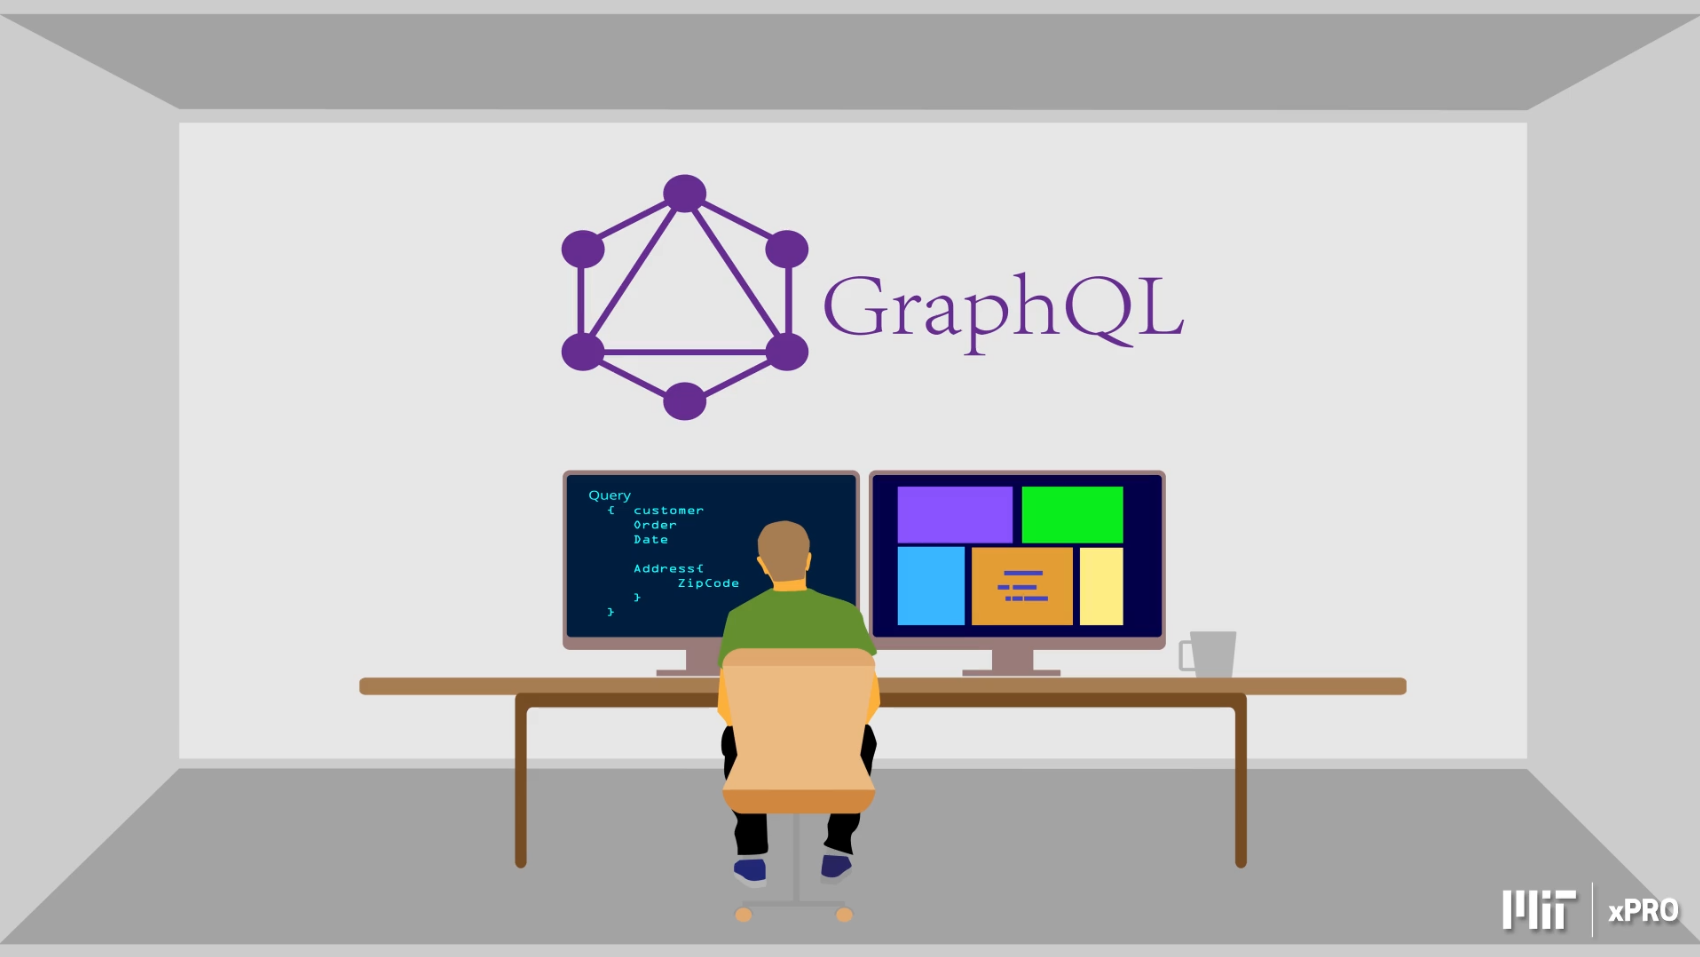 GraphQL
Query
{ customer
Order
Date
Address{
ZipCode
}
}
MIT xPRO